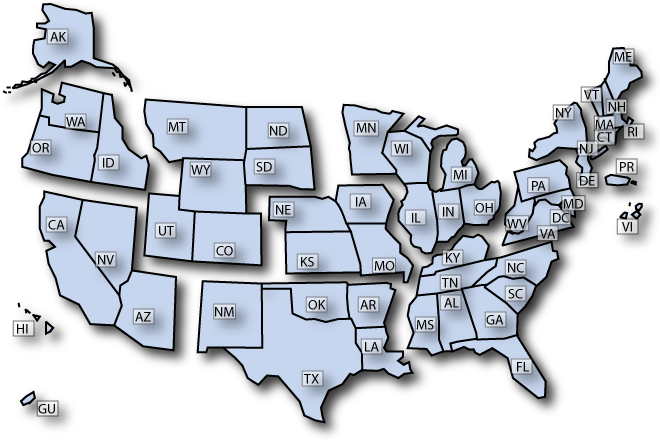 AK
ME
VT
NH
NY
MA
CT
RI
WA
MT
ND
MN
WI
OR
ID
WY
SD
MI
NJ
PR
DE
PA
NE
IA
IL
IN
OH
MD
DC
VI
CA
UT
CO
WV
VA
NV
KS
MO
KY
NC
TN
SC
AZ
NM
OK
AR
AL
MS
GA
HI
LA
TX
FL
GU